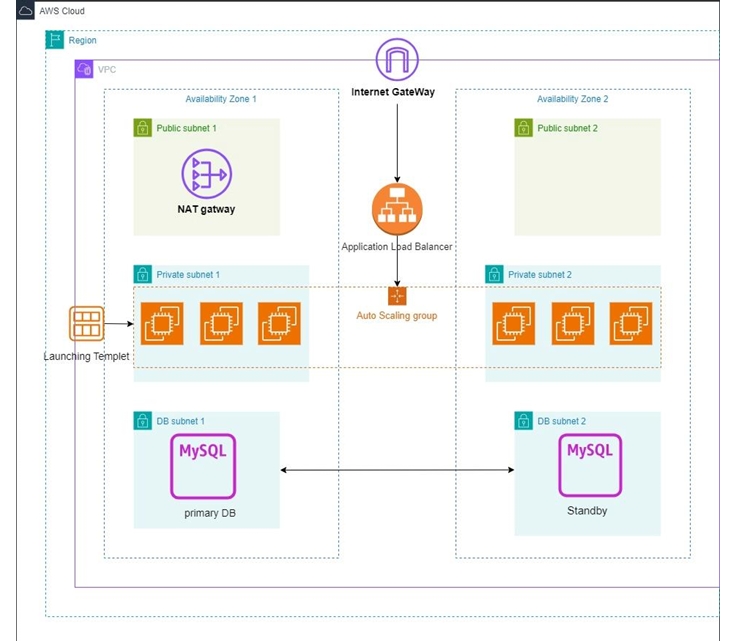 AWS Cloud
Region
VPC
Internet GateWay
Availability Zone 1
Availability Zone 2
Public subnet 1
Public subnet 2
NAT gatway
Application Load Balancer
Private subnet 1
Private subnet 2
Auto Scaling group
Launching Templet
DB subnet 1
DB subnet 2
MySQL
MySQL
primary DB
Standby